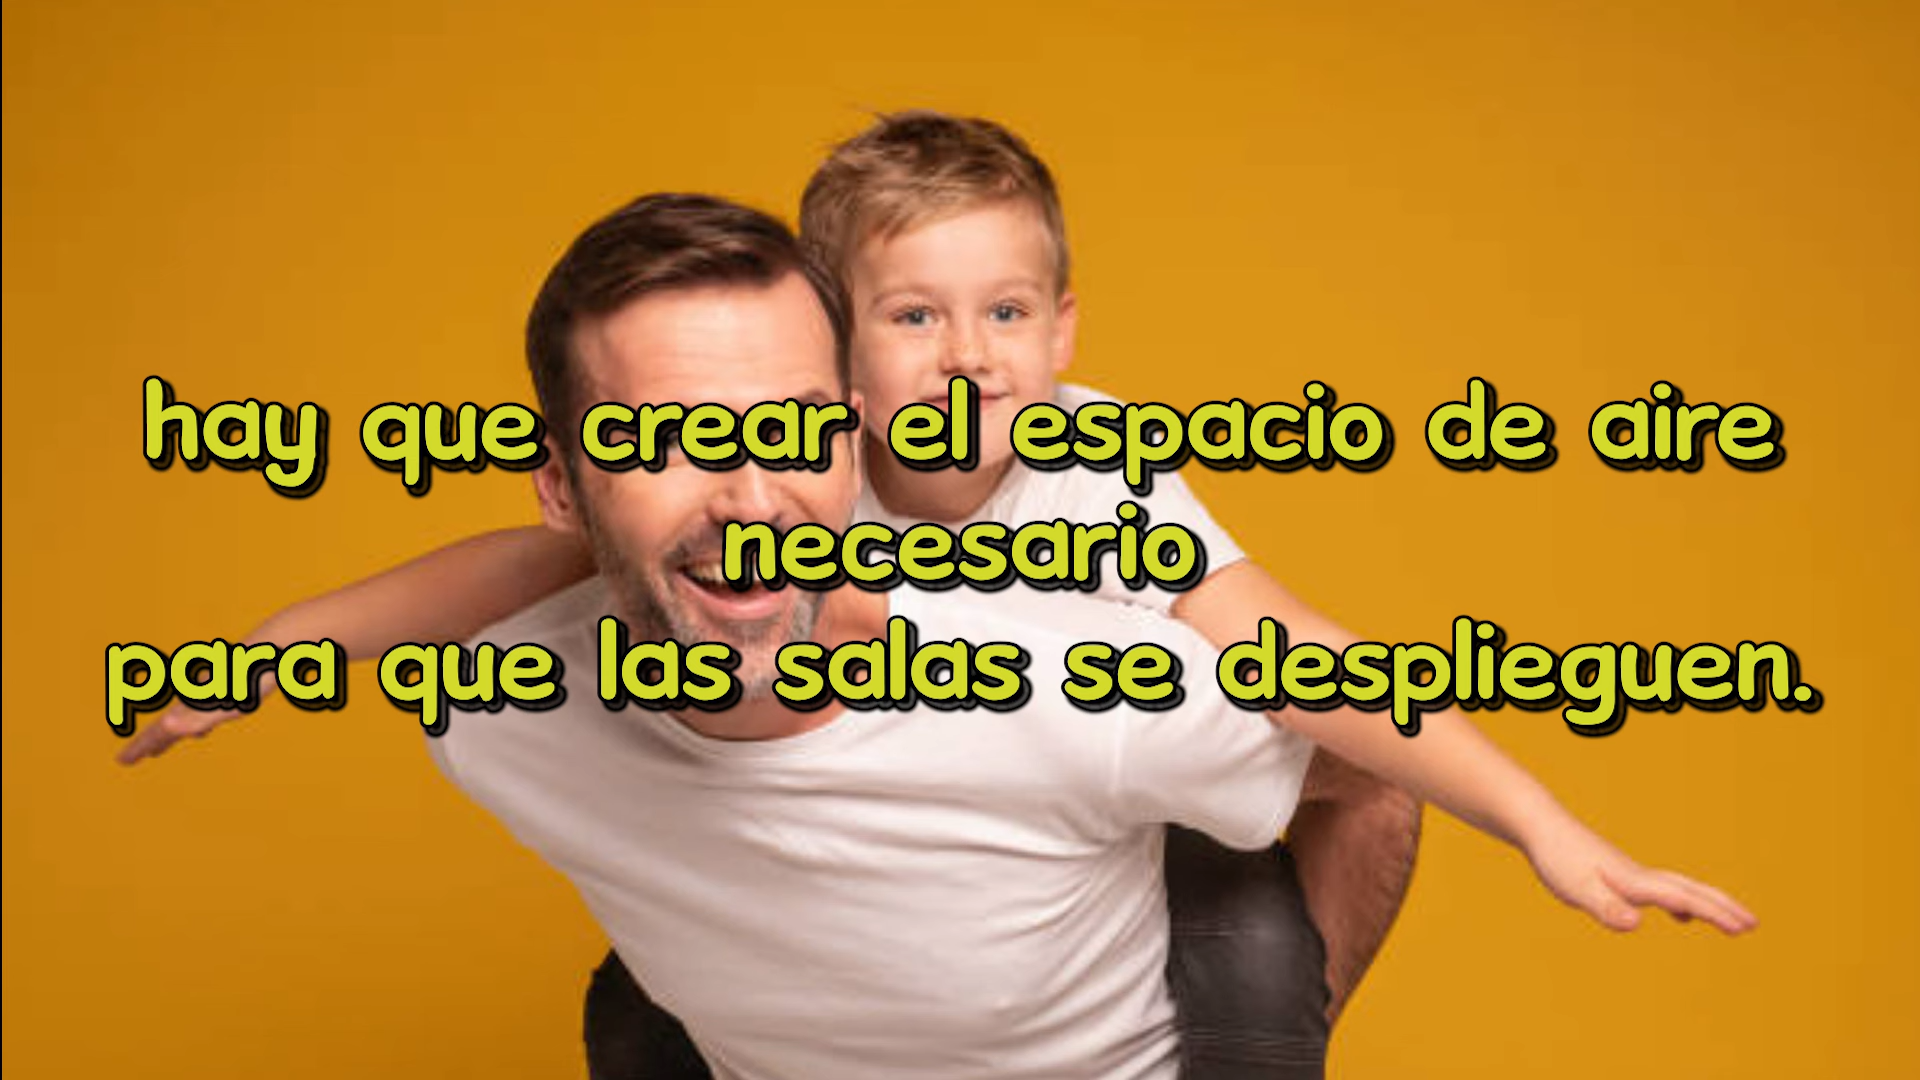 hay que crear el espacio de aire
necesario
para que las salas se desplieguen.